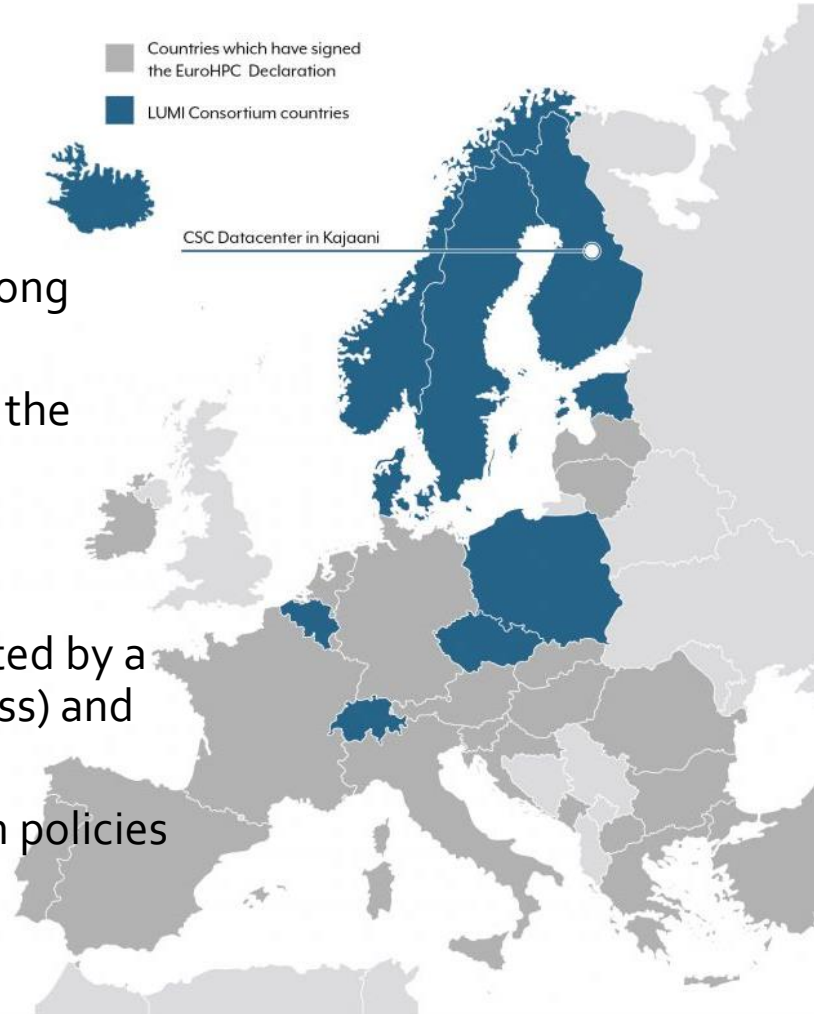 Countries which have signed
the EuroHPC Declaration
LUMI Consortium countries
CSC Datacenter in Kajaani
ong
the
ted by a
ss) and
n policies